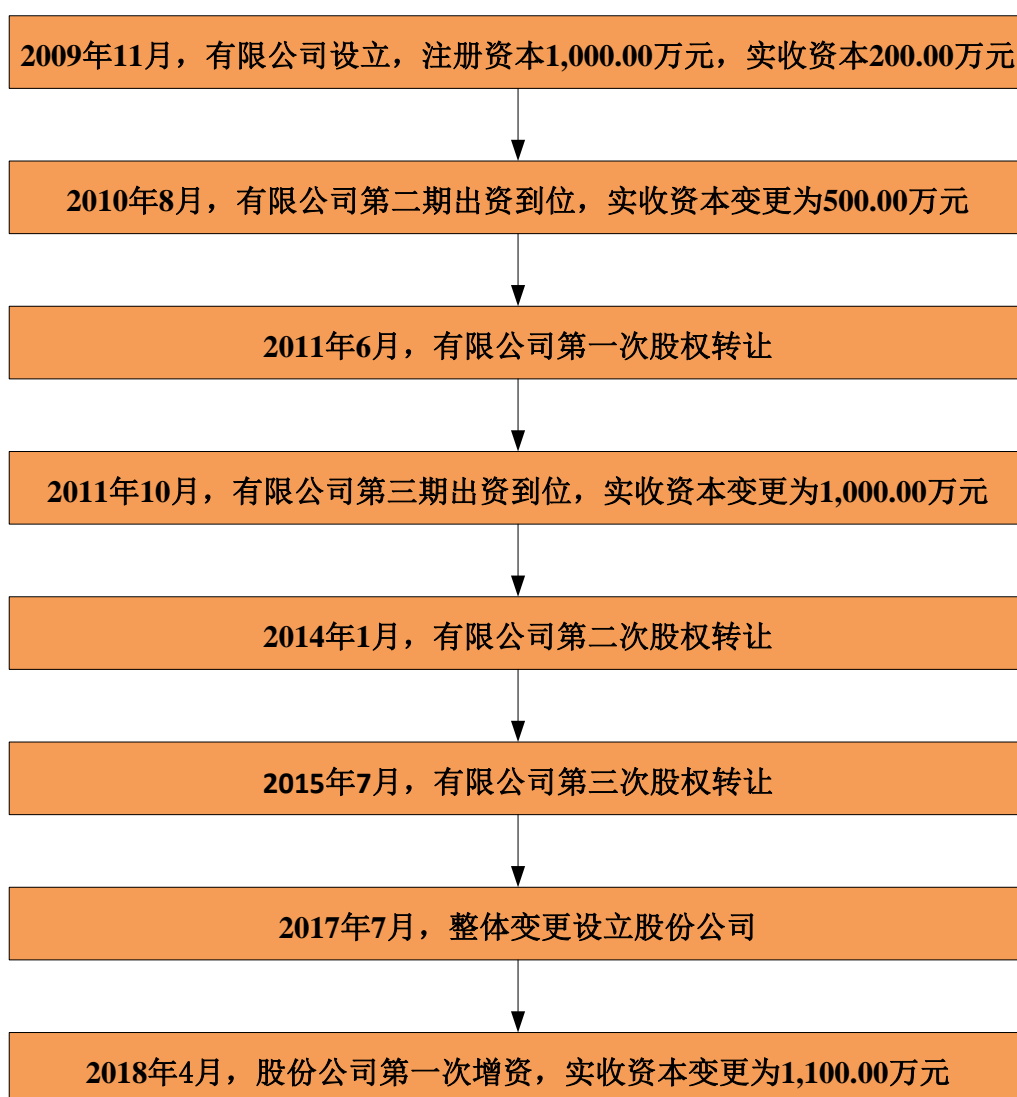 2009年11月，有限公司设立，注册资本1,000.00万元，实收资本200.00万元
2010年8月，有限公司第二期出资到位，实收资本变更为500.00万元
2011年6月，有限公司第一次股权转让
2011年10月，有限公司第三期出资到位，实收资本变更为1,000.00万元
2014年1月，有限公司第二次股权转让
2015年7月，有限公司第三次股权转让
2017年7月，整体变更设立股份公司
2018年4月，股份公司第一次增资，实收资本变更为1,100.00万元